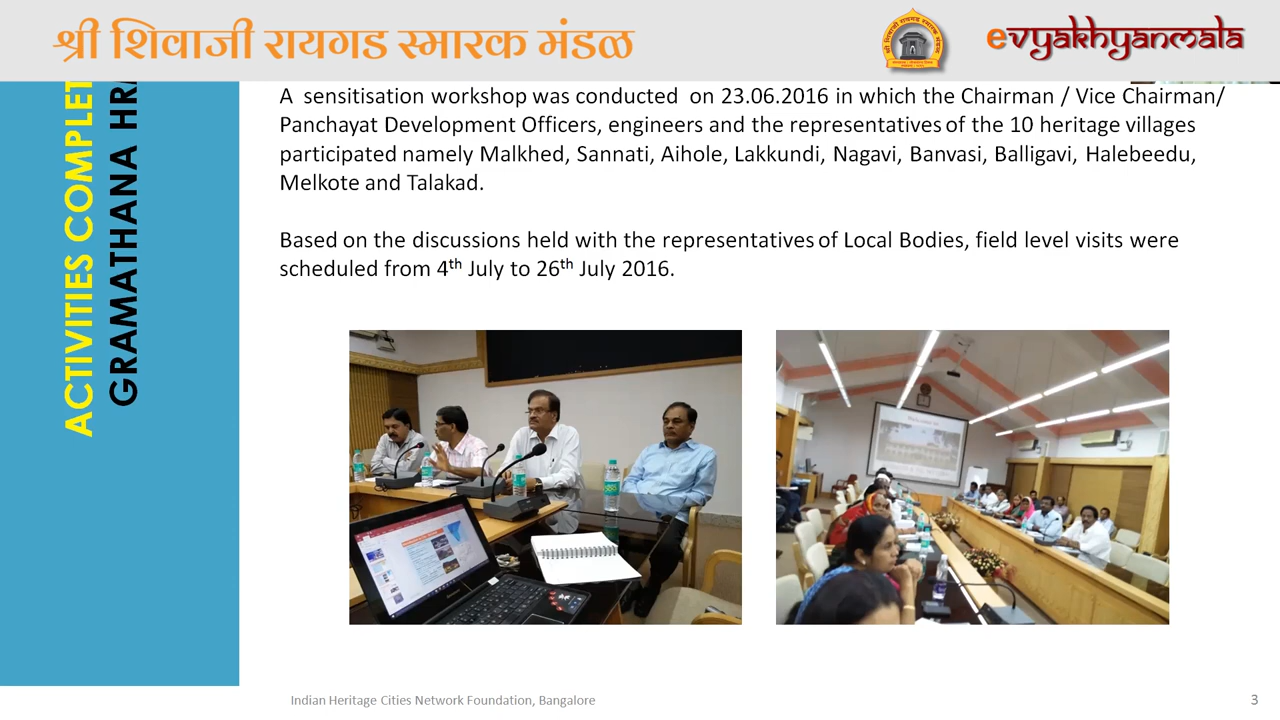 श्री शिवाजी रायगड स्मारक मंडळ
evyakhyanmala
ACTIVITIES COMPLET
GRAMATHANA HR
A sensitisation workshop was conducted on 23.06.2016 in which the Chairman / Vice Chairman/
Panchayat Development Officers, engineers and the representatives of the 10 heritage villages
participated namely Malkhed, Sannati, Aihole, Lakkundi, Nagavi, Banvasi, Balligavi, Halebeedu,
Melkote and Talakad.
Based on the discussions held with the representatives of Local Bodies, field level visits were
scheduled from 4th July to 26th July 2016.
Indian Heritage Cities Network Foundation, Bangalore
3